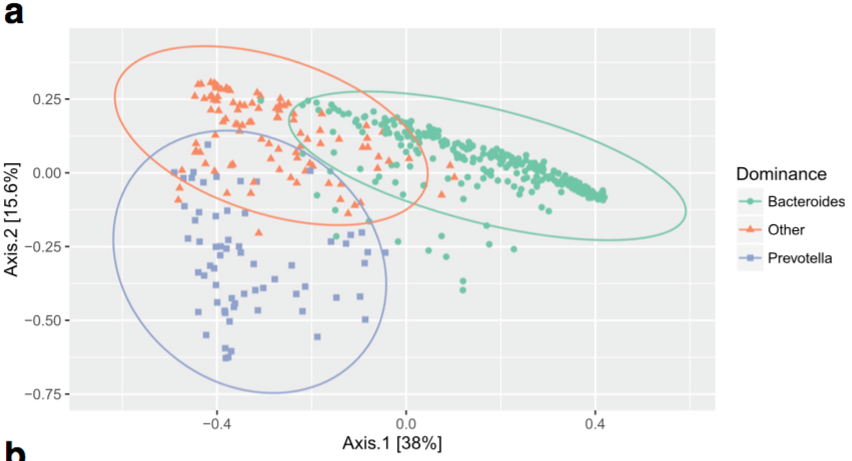 a
0.25
0.00
−0.25
−0.50
−0.75
Axis.2 [15.6%]
−0.4
0.0
0.4
Axis.1 [38%]
Dominance
Bacteroides
Other
Prevotella
b